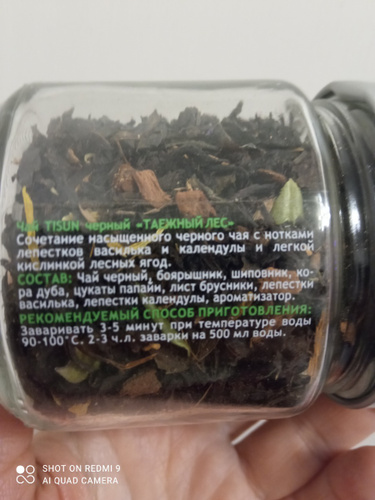 Чай TISUN черный «ТАЕЖНЫЙ ЛЕС»
Сочетание насыщенного черного чая с нотками
лепестков василька и календулы и легкой
кислинкой лесных ягод.
СОСТАВ: Чай черный, боярышник, шиповник, ко-
ра дуба, цукаты папайи, лист брусники, лепестки
василька, лепестки календулы, ароматизатор.
РЕКОМЕНДУЕМЫЙ СПОСОБ ПРИГОТОВЛЕНИЯ:
Заваривать 3-5 минут при температуре воды
90-100°С. 2-3 ч.л. заварки на 500 мл воды.
SHOT ON REDMI 9
AI QUAD CAMERA